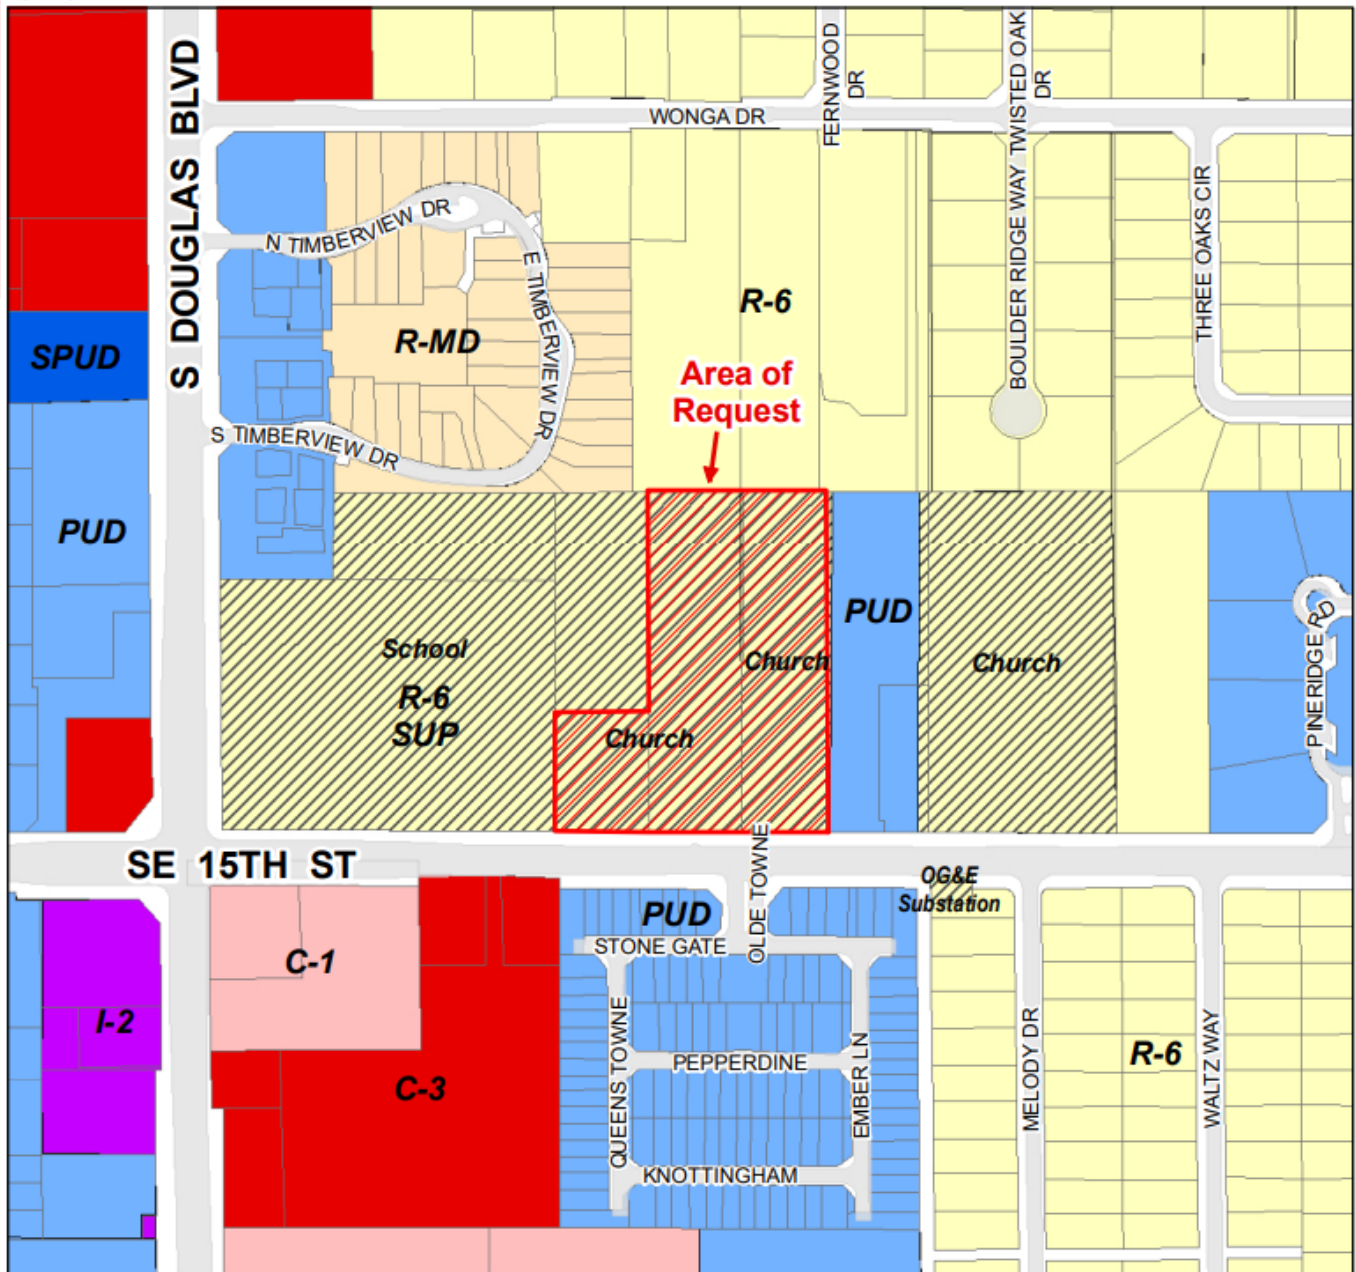 S DOUGLAS BLVD
WONGA DR
FERNWOOD
DR
BOULDER RIDGE WAY TWISTED OAK
DR
THREE OAKS CIR
N TIMBERVIEW DR
E TIMBERVIEW DR
S TIMBERVIEW DR
R-MD
R-6
SPUD
PUD
Area of
Request
School
R-6
SUP
Church
Church
PUD
Church
PINERIDGE RD
SE 15TH ST
OLDE TOWNE
OG&E
Substation
PUD
STONE GATE
C-1
I-2
C-3
QUEENS TOWNE
PEPPERDINE
EMBER LN
KNOTTINGHAM
MELODY DR
R-6
WALTZ WAY